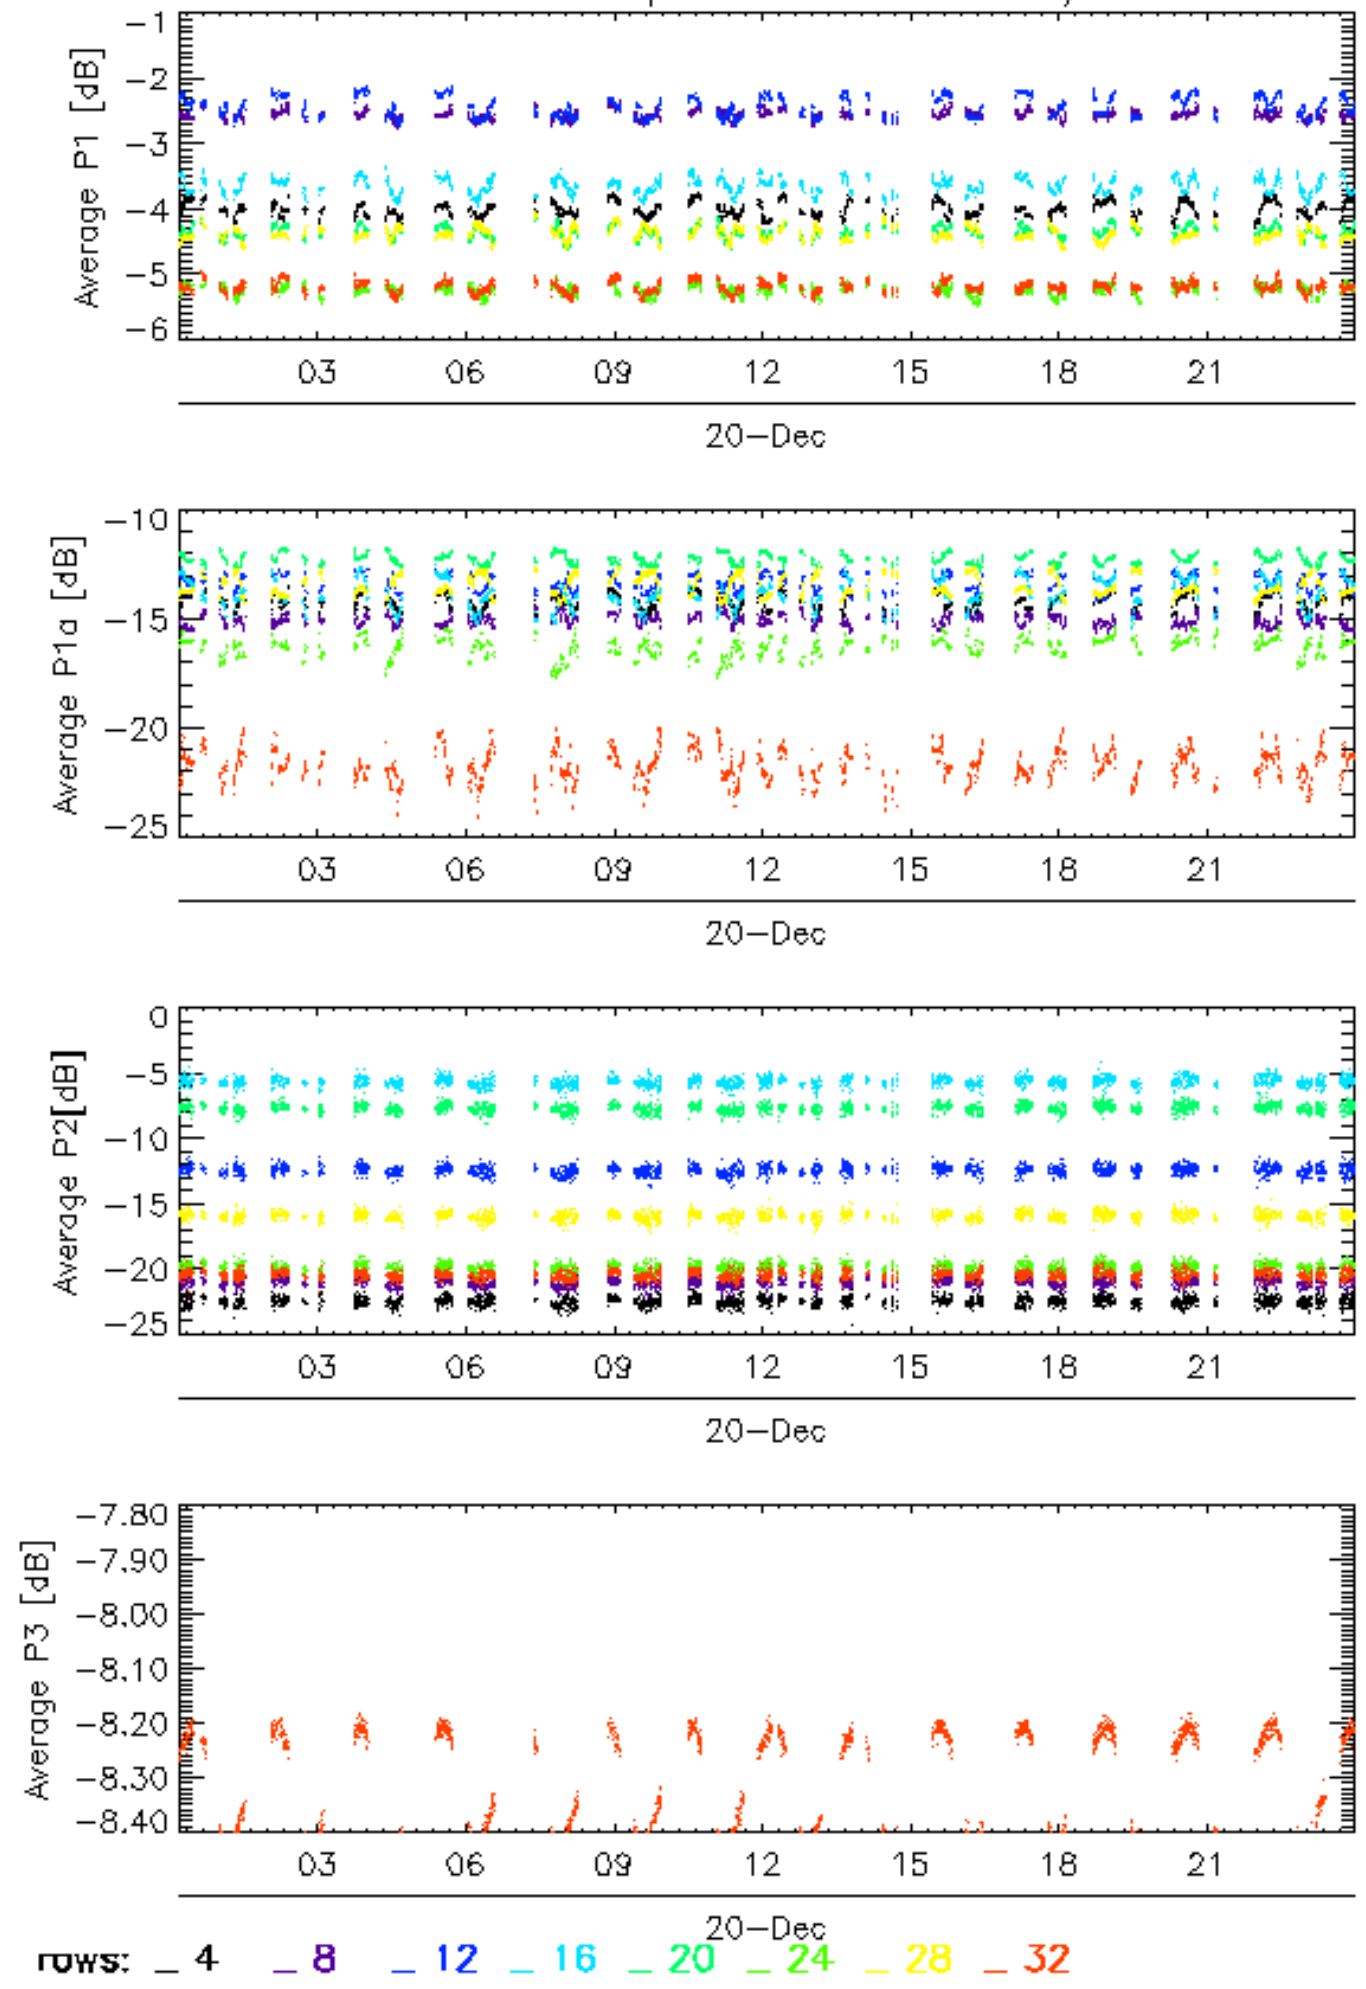 Average P1 [dB]
−1
−2
−3
−4
−5
−6
03 06 09 12 15 18 21
20−Dec
Average P1a [dB]
−10
−15
−20
−25
03 06 09 12 15 18 21
20−Dec
Average P2[dB]
0
−5
−10
−15
−20
−25
03 06 09 12 15 18 21
20−Dec
Average P3 [dB]
−7.80
−7.90
−8.00
−8.10
−8.20
−8.30
−8.40
03 06 09 12 15 18 21
20−Dec
rows: _ 4 _ 8 _ 12 _ 16 _ 20 _ 24 _ 28 _ 32